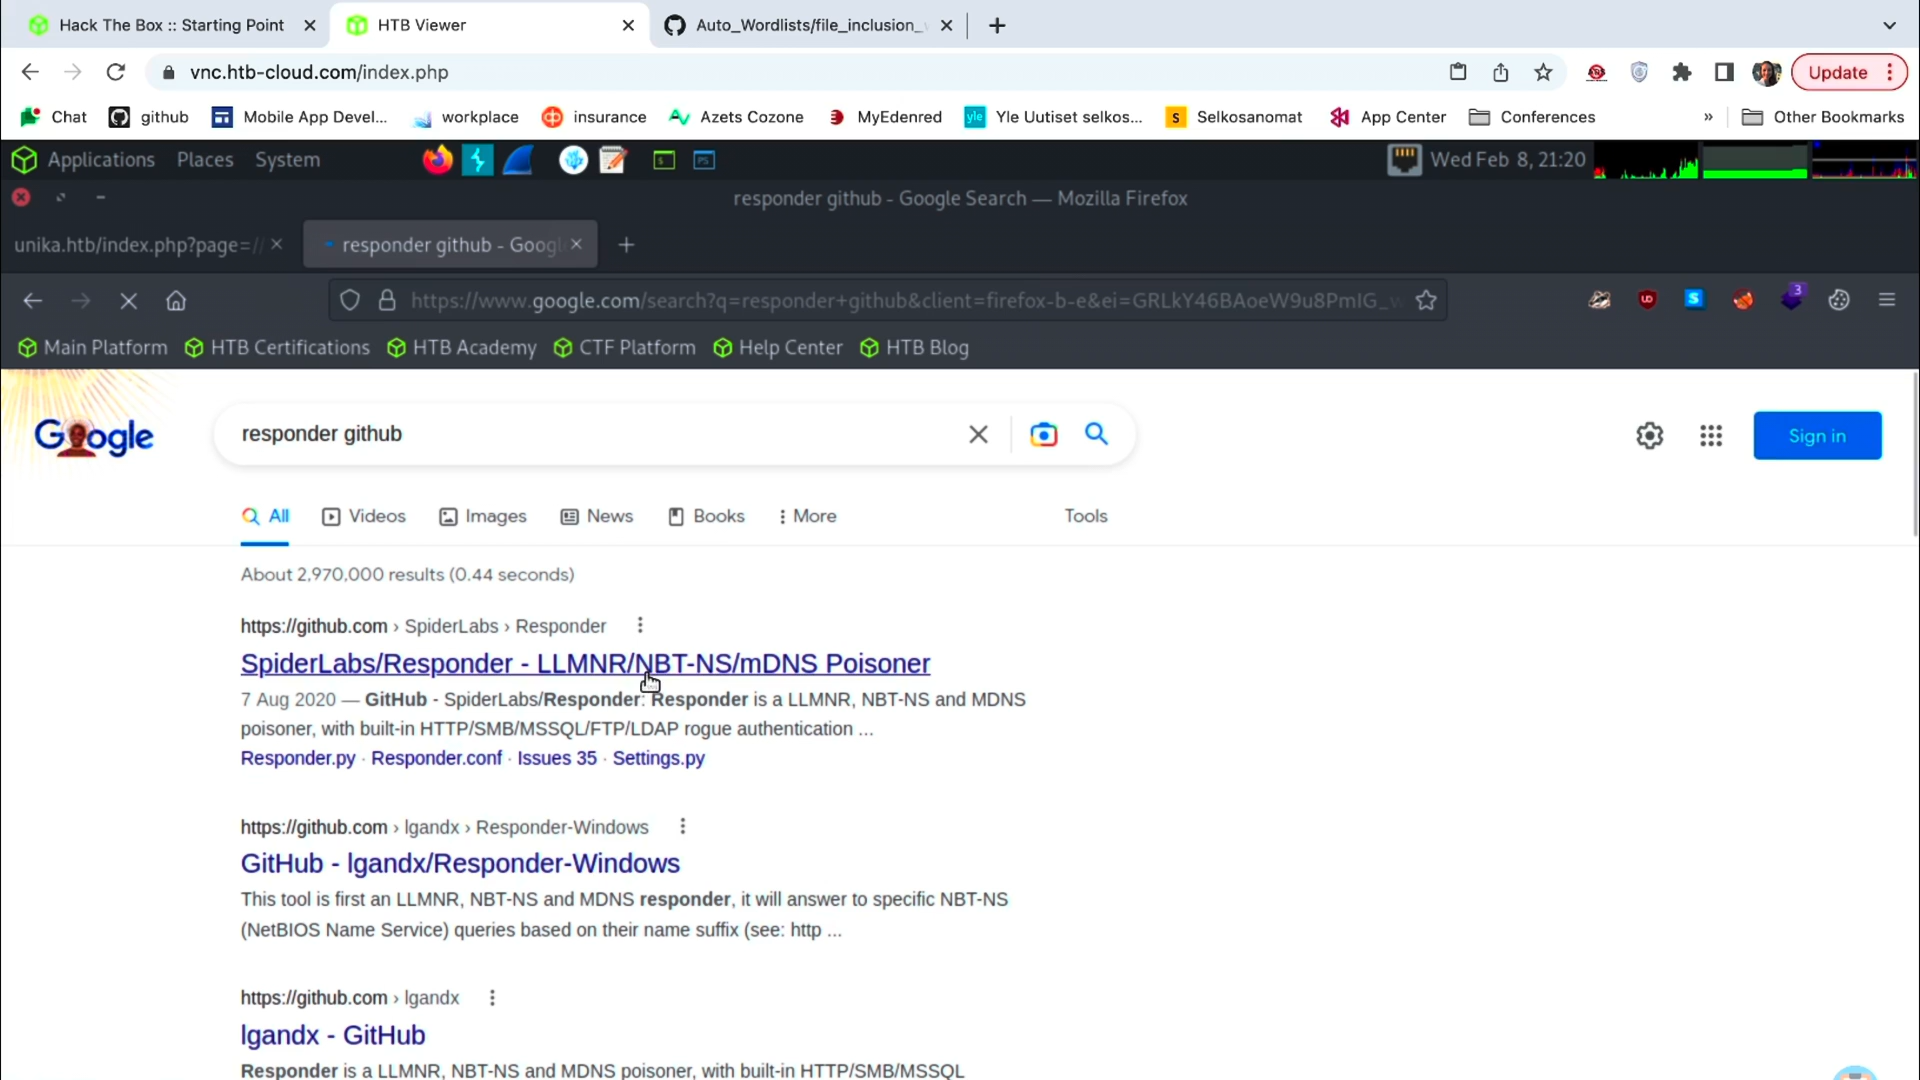 Hack The Box :: Starting Point
HTB Viewer
Auto_Wordlists/file_inclusion_
vnc.htb-cloud.com/index.php
Update
Chat
github
Mobile App Devel...
workplace
insurance
Azets Cozone
MyEdenred
yle
Yle Uutiset selkos...
S
Selkosanomat
App Center
Conferences
»
Other Bookmarks
Applications Places System
Wed Feb 8, 21:20
responder github - Google Search — Mozilla Firefox
unika.htb/index.php?page=//
responder github - Googl
https://www.google.com/search?q=responder+github&client=firefox-b-e&ei=GRLkY46BAoeW9u8PmIG_
3
Main Platform
HTB Certifications
HTB Academy
CTF Platform
Help Center
HTB Blog
Google
responder github
Sign in
All
Videos
Images
News
Books
More
Tools
About 2,970,000 results (0.44 seconds)
https://github.com › SpiderLabs › Responder
SpiderLabs/Responder - LLMNR/NBT-NS/mDNS Poisoner
7 Aug 2020 — GitHub - SpiderLabs/Responder: Responder is a LLMNR, NBT-NS and MDNS
poisoner, with built-in HTTP/SMB/MSSQL/FTP/LDAP rogue authentication ...
Responder.py · Responder.conf · Issues 35 · Settings.py
https://github.com › lgandx › Responder-Windows
GitHub - lgandx/Responder-Windows
This tool is first an LLMNR, NBT-NS and MDNS responder, it will answer to specific NBT-NS
(NetBIOS Name Service) queries based on their name suffix (see: http ...
https://github.com › lgandx
lgandx - GitHub
Responder is a LLMNR, NBT-NS and MDNS poisoner, with built-in HTTP/SMB/MSSQL